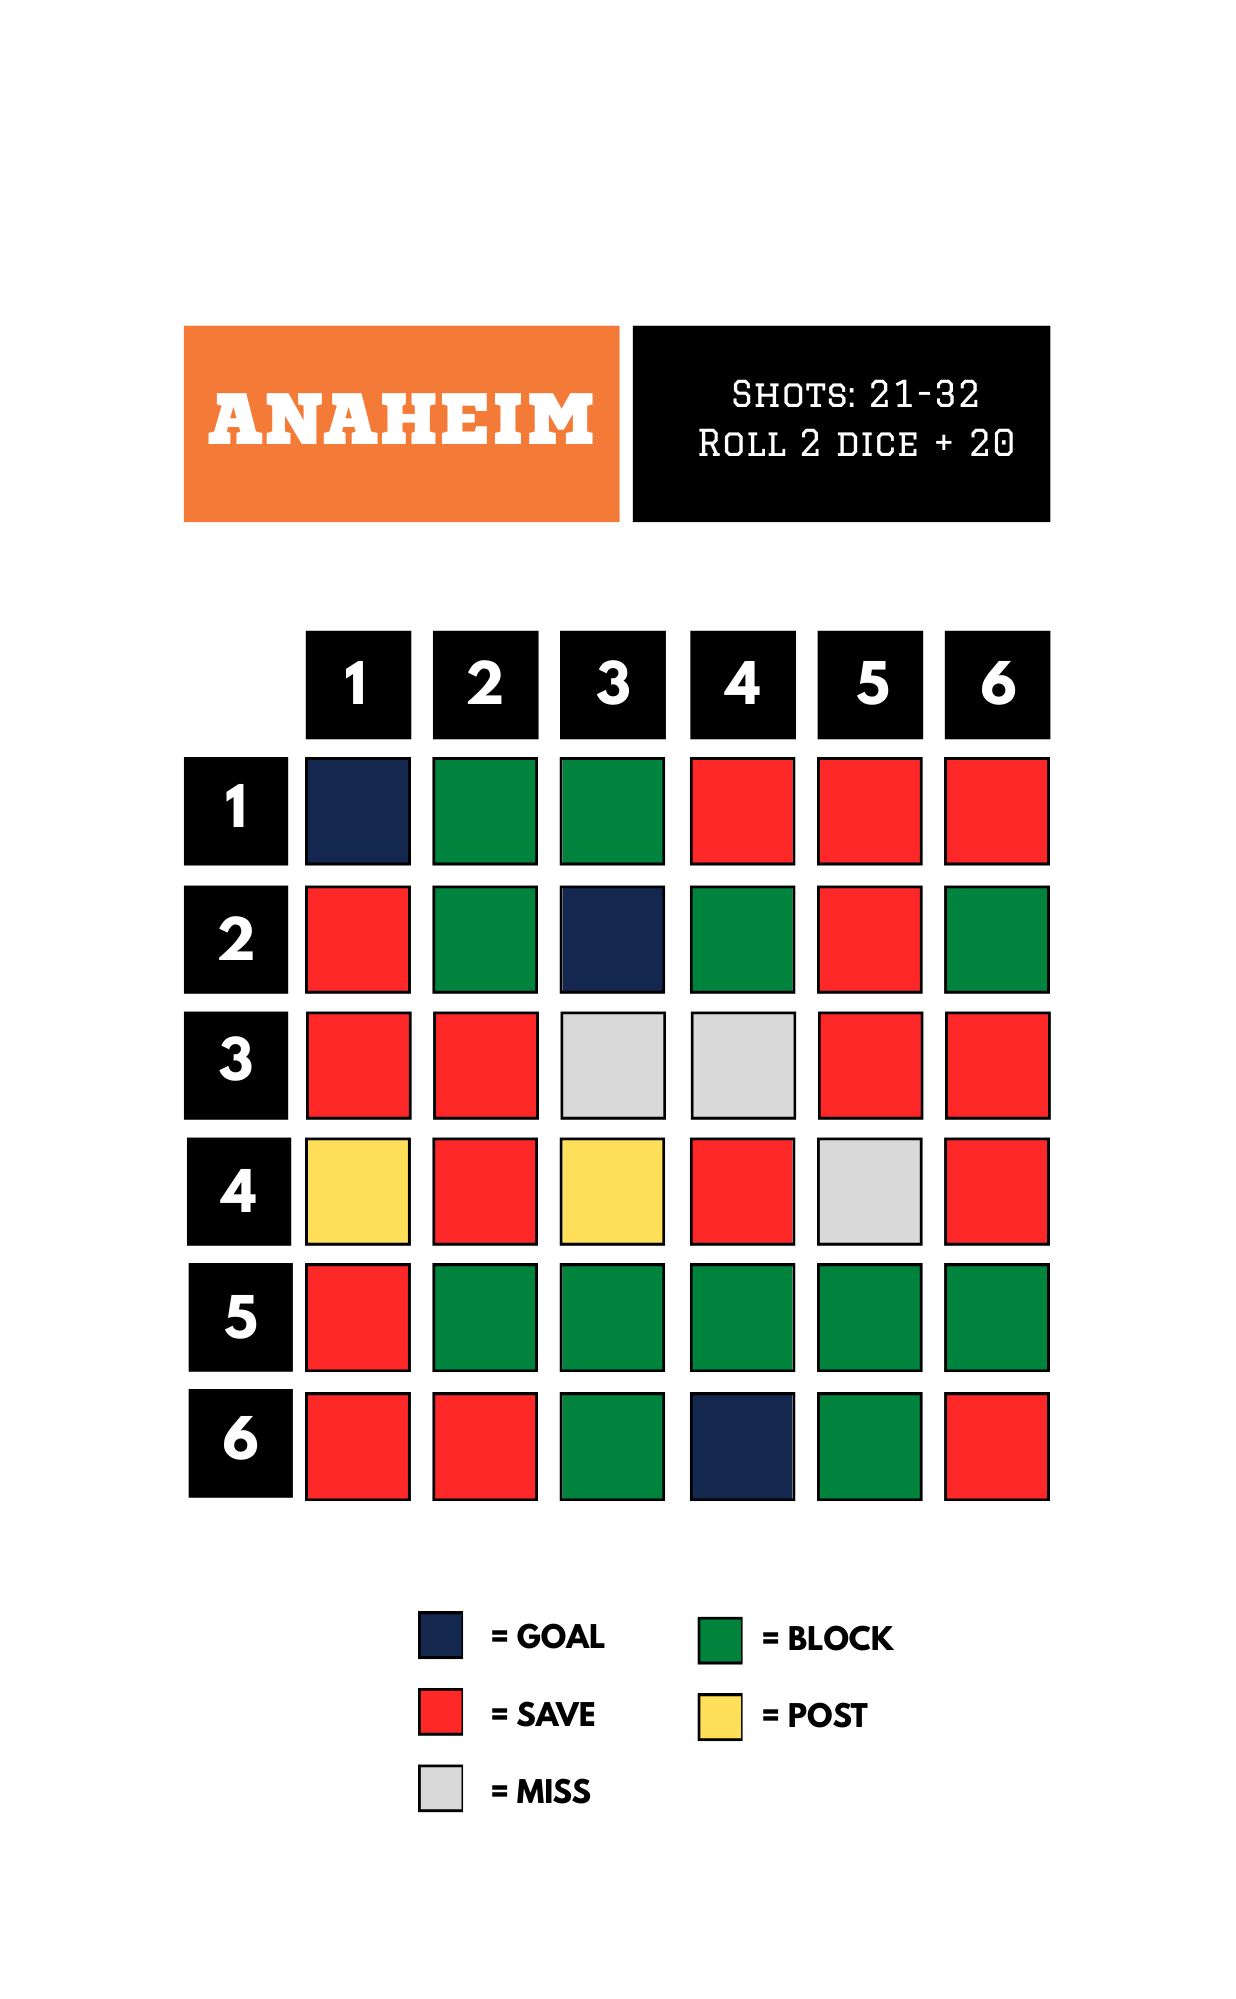 ANAHEIM
Shots: 21-32
Roll 2 dice + 20
1 2 3 4 5 6
1
2
3
4
5
6
= GOAL
= BLOCK
= SAVE
= POST
= MISS